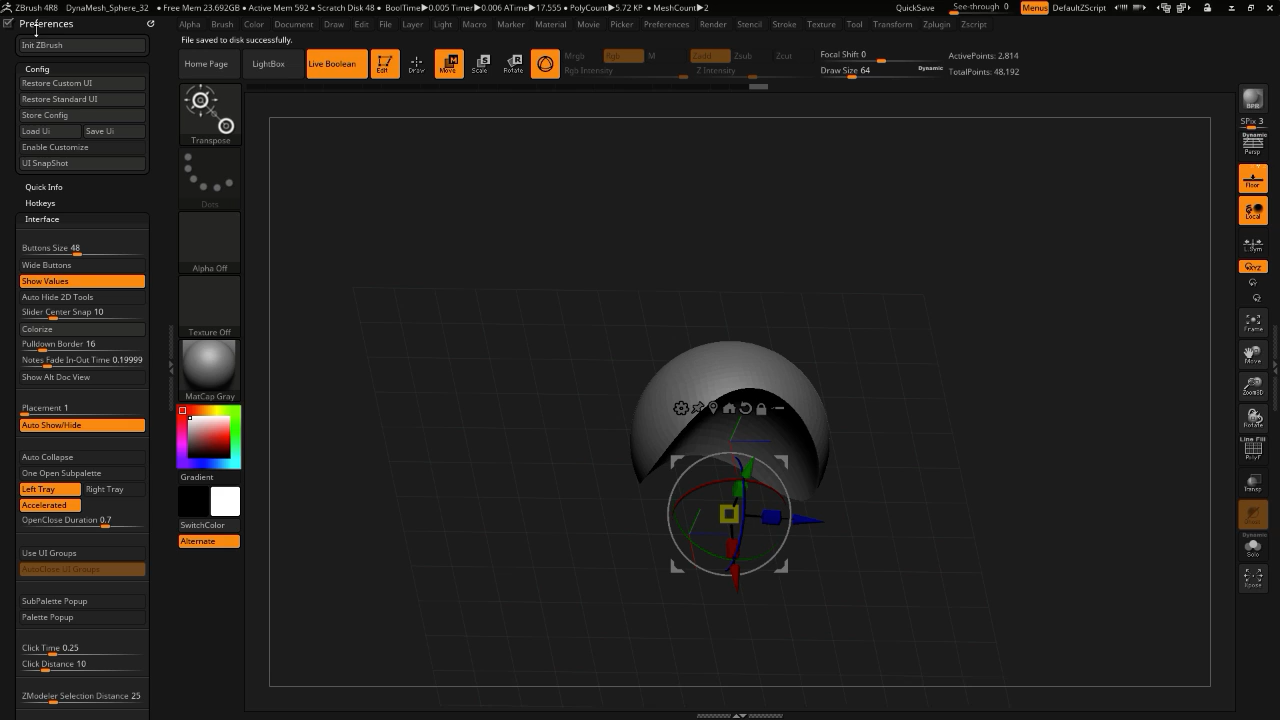 ZBrush 4R8 DynaMesh_Sphere_32 • Free Mem 23.692GB • Active Mem 592 • Scratch Disk 48 • BoolTime▶0.005 Timer▶0.006 ATime▶17.555 • PolyCount▶5.72 KP • MeshCount▶2 QuickSave See-through 0 Menus DefaultZScript
Preferences
Alpha Brush Color Document Draw Edit File Layer Light Macro Marker Material Movie Picker Preferences Render Stencil Stroke Texture Tool Transform Zplugin Zscript
File saved to disk successfully.
Init ZBrush
Config
Restore Custom UI
Restore Standard UI
Store Config
Load Ui Save Ui
Enable Customize
UI SnapShot
Quick Info
Hotkeys
Interface
Buttons Size 48
Wide Buttons
Show Values
Auto Hide 2D Tools
Slider Center Snap 10
Colorize
Pulldown Border 16
Notes Fade In-Out Time 0.19999
Show Alt Doc View
Placement 1
Auto Show/Hide
Auto Collapse
One Open Subpalette
Left Tray Right Tray
Accelerated
OpenClose Duration 0.7
Use UI Groups
AutoClose UI Groups
SubPalette Popup
Palette Popup
Click Time 0.25
Click Distance 10
ZModeler Selection Distance 25
Home Page LightBox Live Boolean Edit Draw Move Scale Rotate
Mrgb Rgb M Zadd Zsub Zcut
Rgb Intensity Z Intensity
Focal Shift 0
Draw Size 64 Dynamic
ActivePoints: 2,814
TotalPoints: 48,192
Transpose
Dots
Alpha Off
Texture Off
MatCap Gray
Gradient
SwitchColor
Alternate
BPR
SPix 3
Dynamic
Persp
Floor
Local
L.Sym
XYZ
Frame
Move
Zoom3D
Rotate
Line Fill
PolyF
Transp
Dynamic
Solo
Xpose